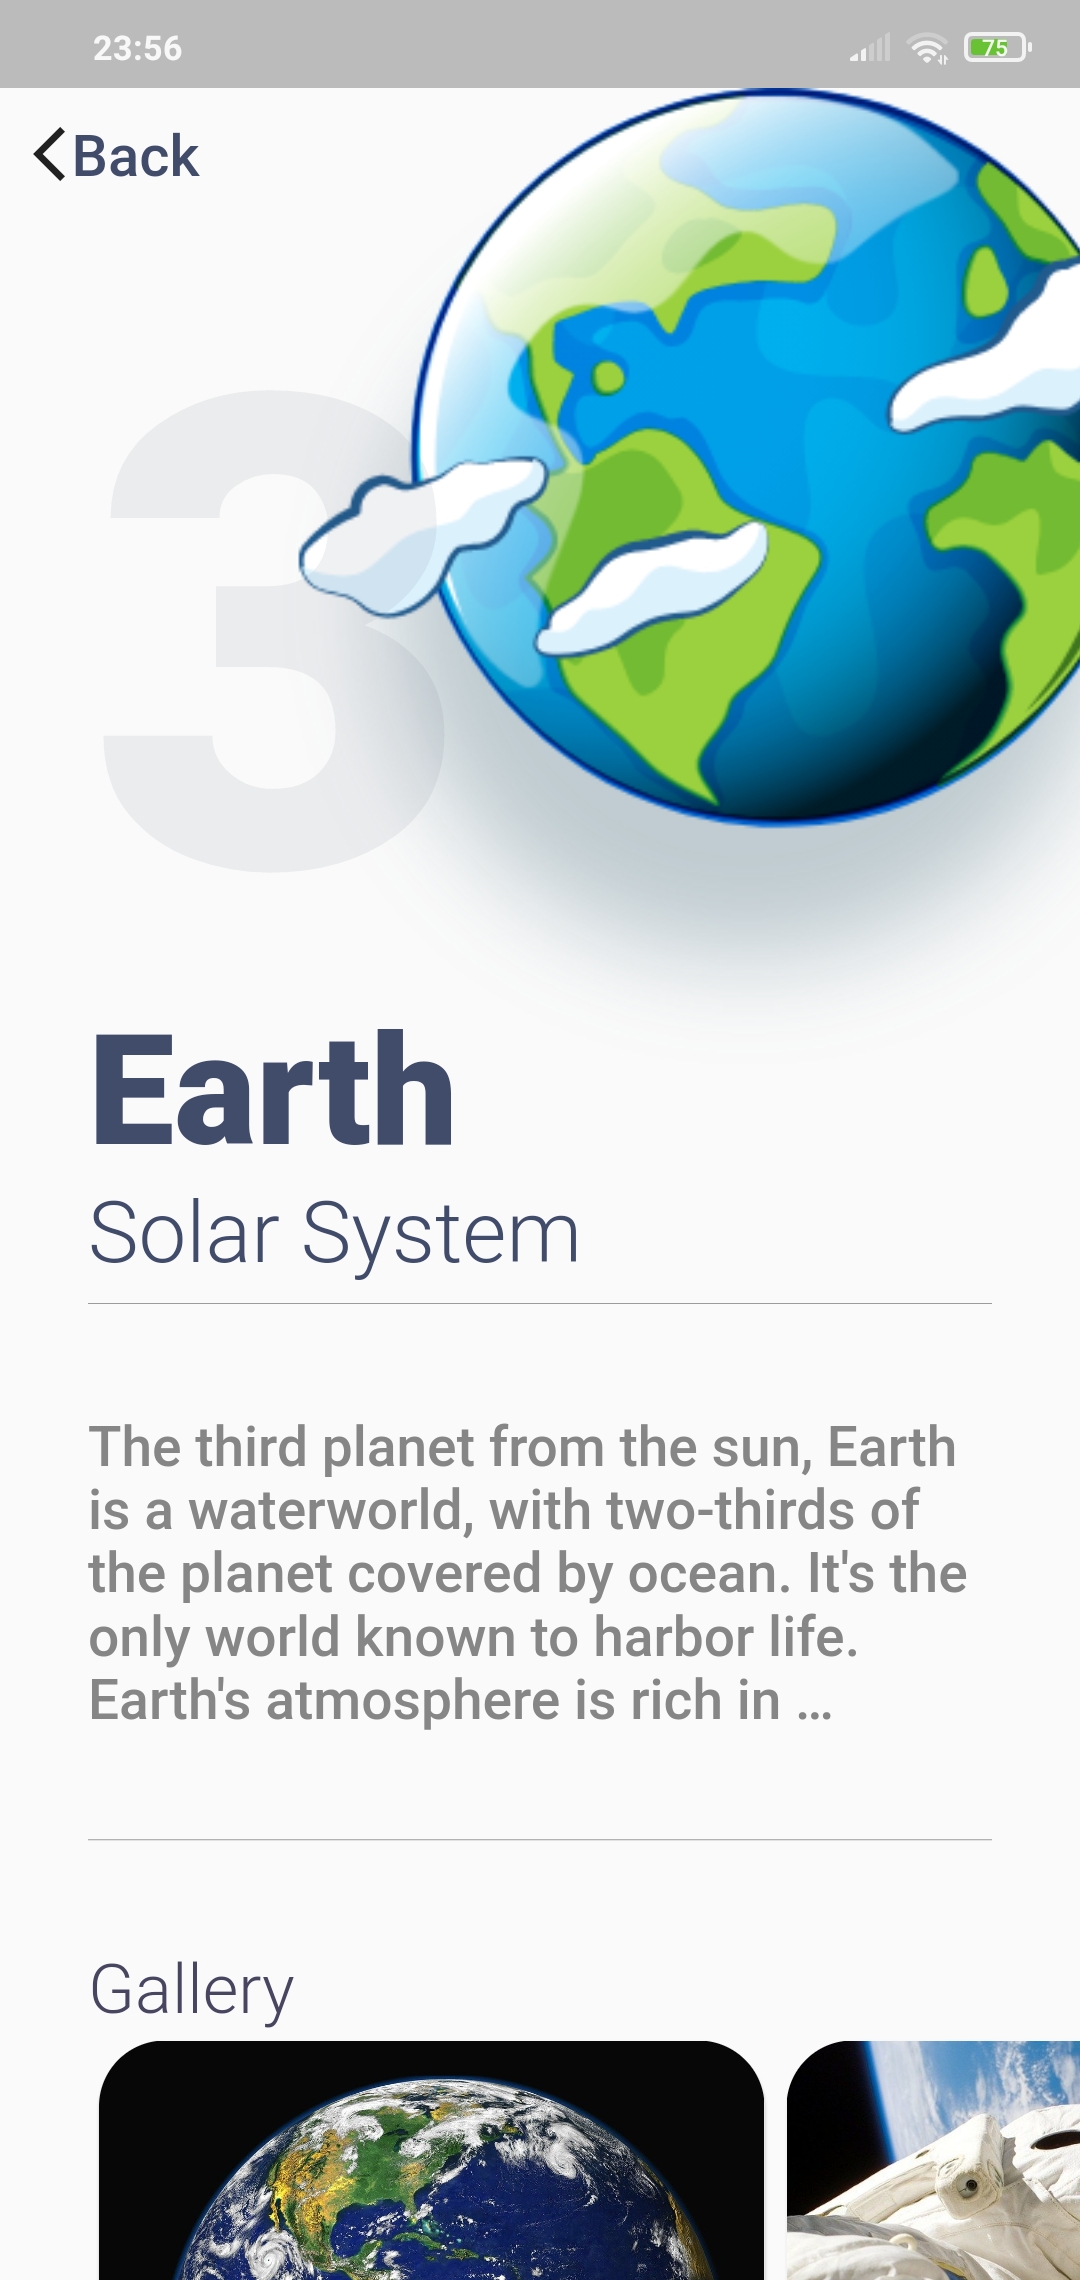 23:56
75
Back
3
Earth
Solar System
The third planet from the sun, Earth
is a waterworld, with two-thirds of
the planet covered by ocean. It's the
only world known to harbor life.
Earth's atmosphere is rich in ...
Gallery